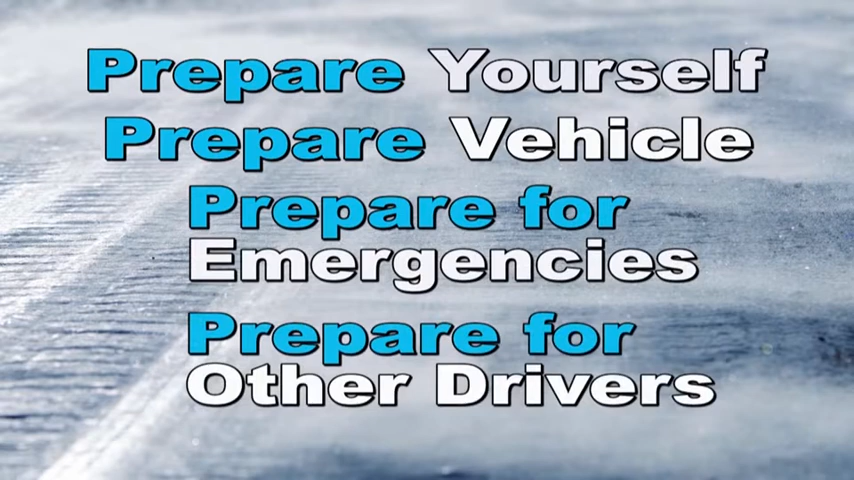 Prepare Yourself
Prepare Vehicle
Prepare for
Emergencies
Prepare for
Other Drivers